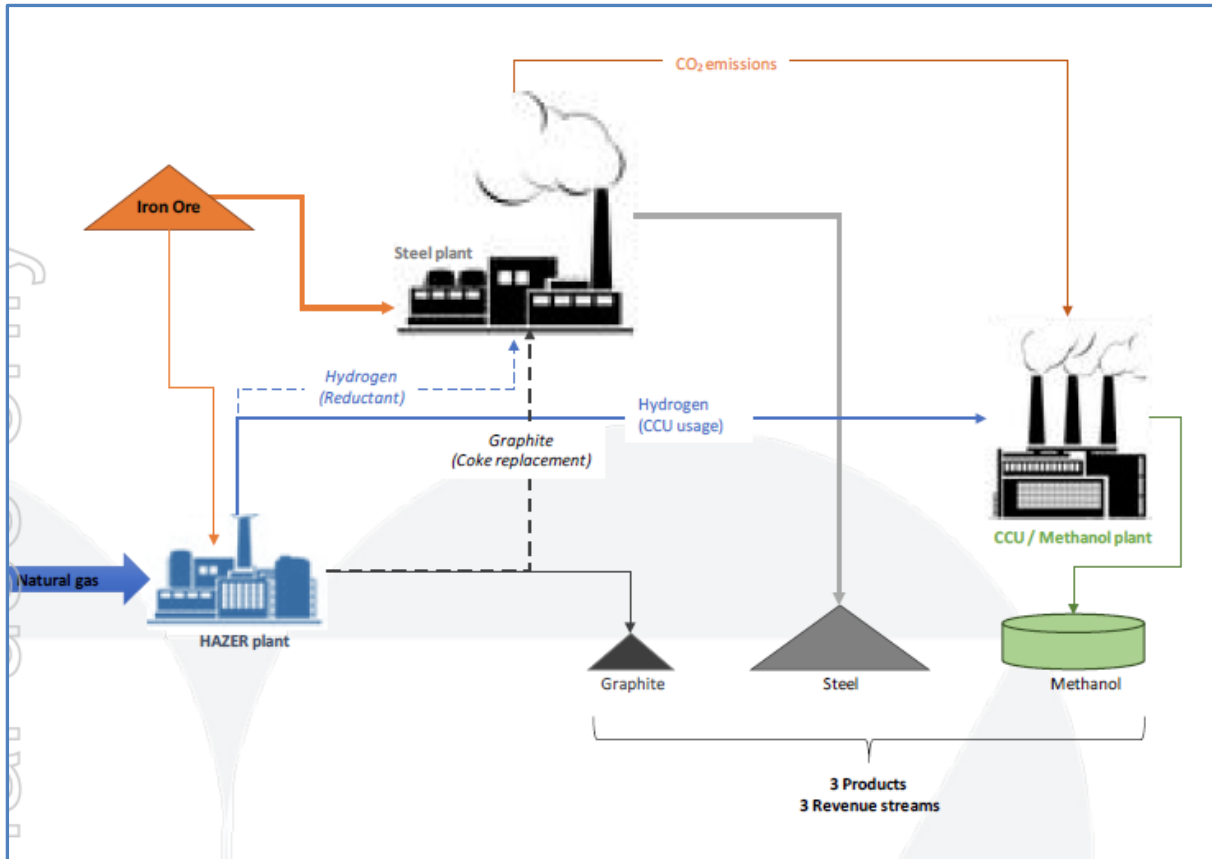 CO₂ emissions
Iron Ore
Steel plant
Hydrogen
(Reductant)
Hydrogen
(CCU usage)
Graphite
(Coke replacement)
CCU / Methanol plant
Natural gas
HAZER plant
Graphite
Steel
Methanol
3 Products
3 Revenue streams